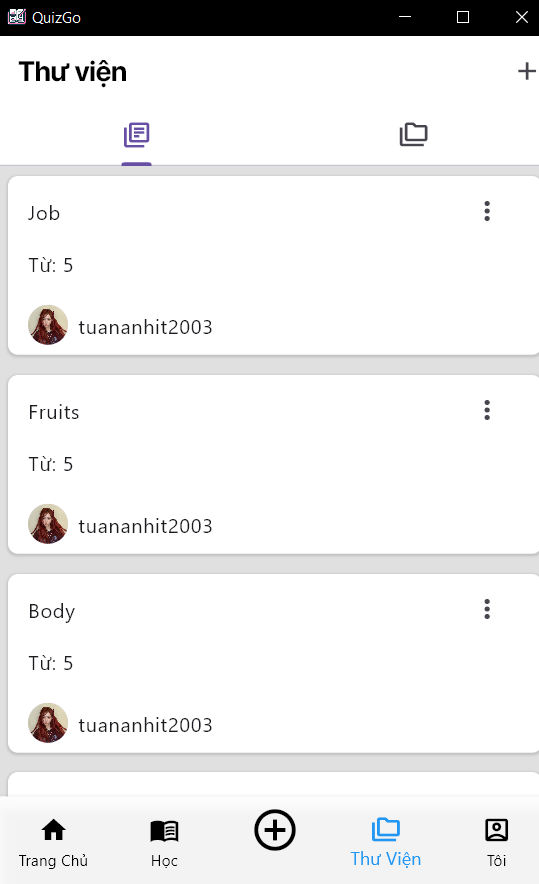 QuizGo
Thư viện
Job
Từ: 5
tuananhit2003
Fruits
Từ: 5
tuananhit2003
Body
Từ: 5
tuananhit2003
Trang Chủ
Học
Thư Viện
Tôi